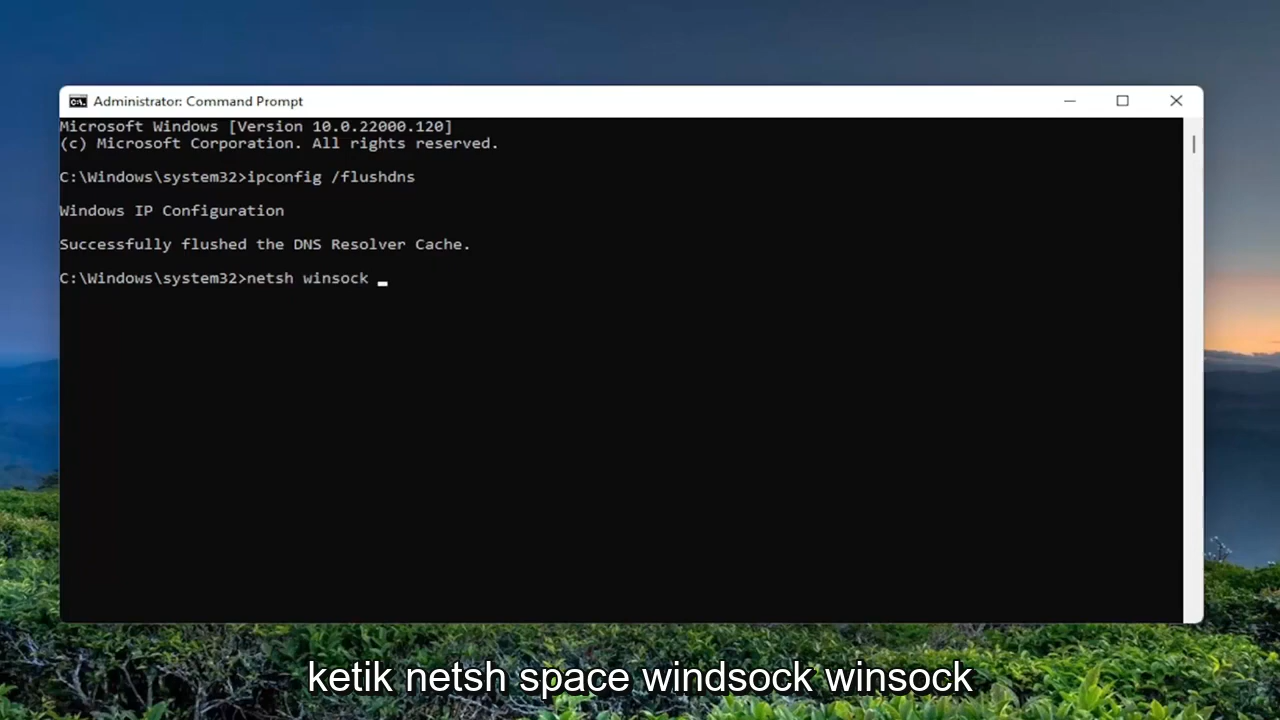 Administrator: Command Prompt
Microsoft Windows [Version 10.0.22000.120]
(c) Microsoft Corporation. All rights reserved.
C:\Windows\system32>ipconfig /flushdns
Windows IP Configuration
Successfully flushed the DNS Resolver Cache.
C:\Windows\system32>netsh winsock
ketik netsh space windsock winsock